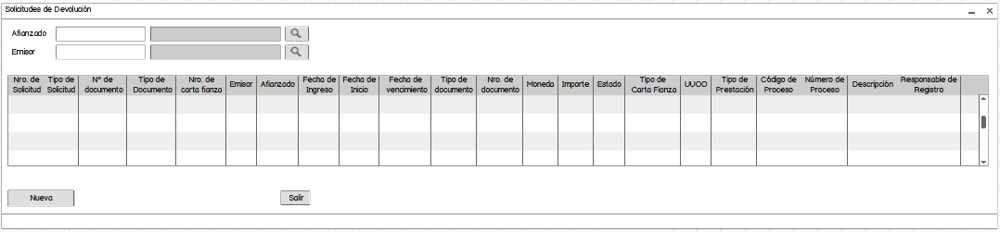 Solicitudes de Devolución
Afianzado
Emisor
Nro. de Tipo de N° de Tipo de Nro. de Emisor Afianzado Fecha de Fecha de Fecha de Tipo de Nro. de Moneda Importe Estado Tipo de UUOO Tipo de Código de Número de Descripción Responsable de
Solicitud Solicitud documento Documento carta fianza Ingreso Inicio vencimiento documento documento Carta Fianza Prestación Proceso Proceso Registro
Nueva Salir